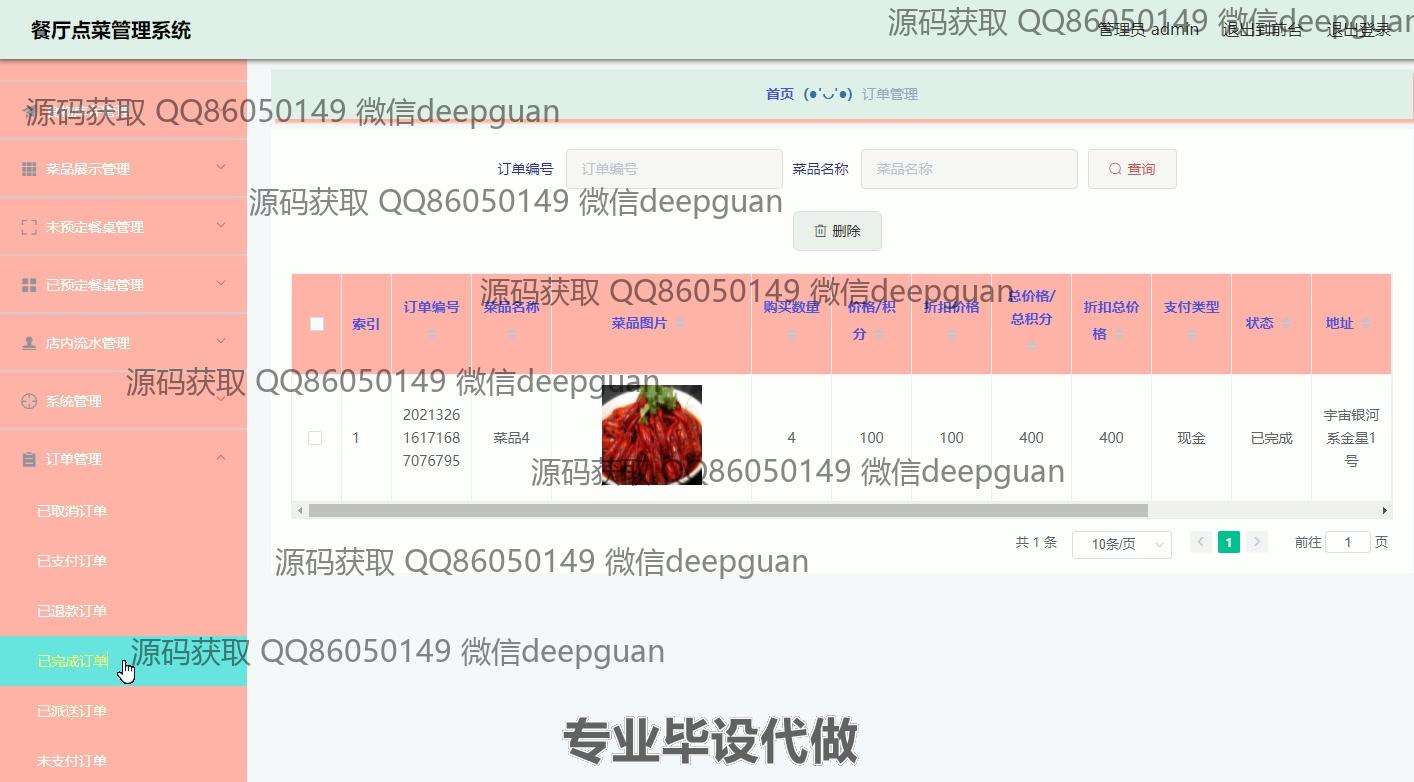 餐厅点菜管理系统
管理员 admin
退出到前台
退出登录
源码获取 QQ86050149 微信deepguan
源码获取 QQ86050149 微信deepguan
首页 (●'◡'●) 订单管理
菜品展示管理
未预定餐桌管理
已预定餐桌管理
店内流水管理
系统管理
订单管理
已取消订单
已支付订单
已退款订单
已完成订单
已派送订单
未支付订单
订单编号 订单编号 菜品名称 菜品名称 查询
源码获取 QQ86050149 微信deepguan
删除
源码获取 QQ86050149 微信deepguan
索引
订单编号
菜品名称
菜品图片
购买数量
价格/积
分
折扣价格
总价格/
总积分
折扣总价
格
支付类型
状态
地址
源码获取 QQ86050149 微信deepguan
1
2021326
1617168
7076795
菜品4
4
100
100
400
400
现金
已完成
宇宙银河
系金星1
号
源码获取 QQ86050149 微信deepguan
共 1 条 10条/页 1 前往 1 页
源码获取 QQ86050149 微信deepguan
源码获取 QQ86050149 微信deepguan
专业毕设代做